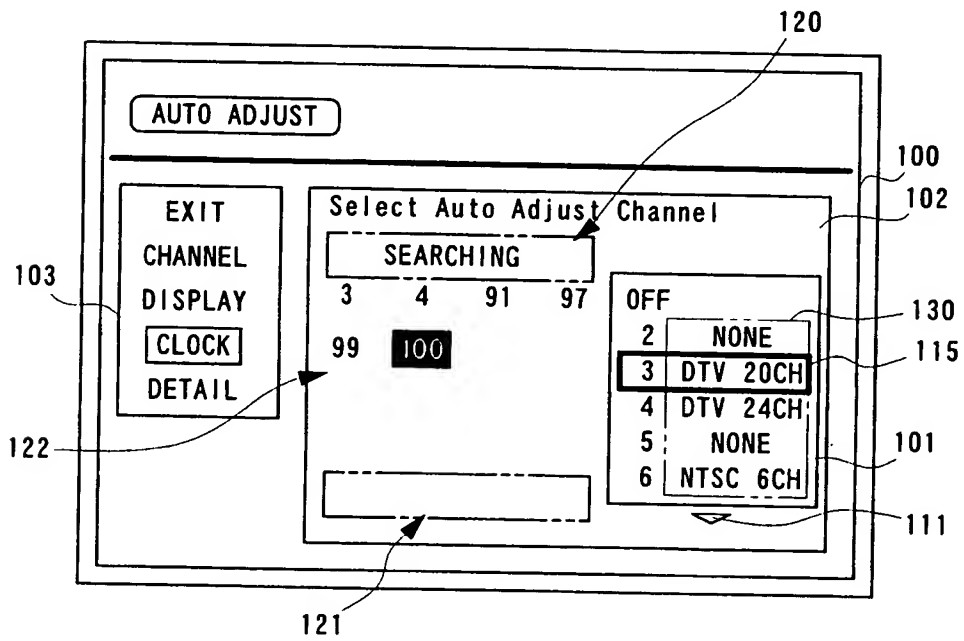 120
AUTO ADJUST
100
102
103
EXIT
CHANNEL
DISPLAY
CLOCK
DETAIL
Select Auto Adjust Channel
SEARCHING
3 4 91 97
99 100
OFF
130
2 NONE
3 DTV 20CH
4 DTV 24CH
5 NONE
6 NTSC 6CH
115
101
111
122
121